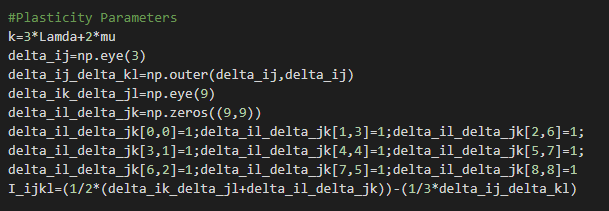 #Plasticity Parameters
k=3*Lamda+2*mu
delta_ij=np.eye(3)
delta_ij_delta_kl=np.outer(delta_ij,delta_ij)
delta_ik_delta_jl=np.eye(9)
delta_il_delta_jk=np.zeros((9,9))
delta_il_delta_jk[0,0]=1;delta_il_delta_jk[1,3]=1;delta_il_delta_jk[2,6]=1;
delta_il_delta_jk[3,1]=1;delta_il_delta_jk[4,4]=1;delta_il_delta_jk[5,7]=1;
delta_il_delta_jk[6,2]=1;delta_il_delta_jk[7,5]=1;delta_il_delta_jk[8,8]=1
I_ijkl=(1/2*(delta_ik_delta_jl+delta_il_delta_jk))-(1/3*delta_ij_delta_kl)